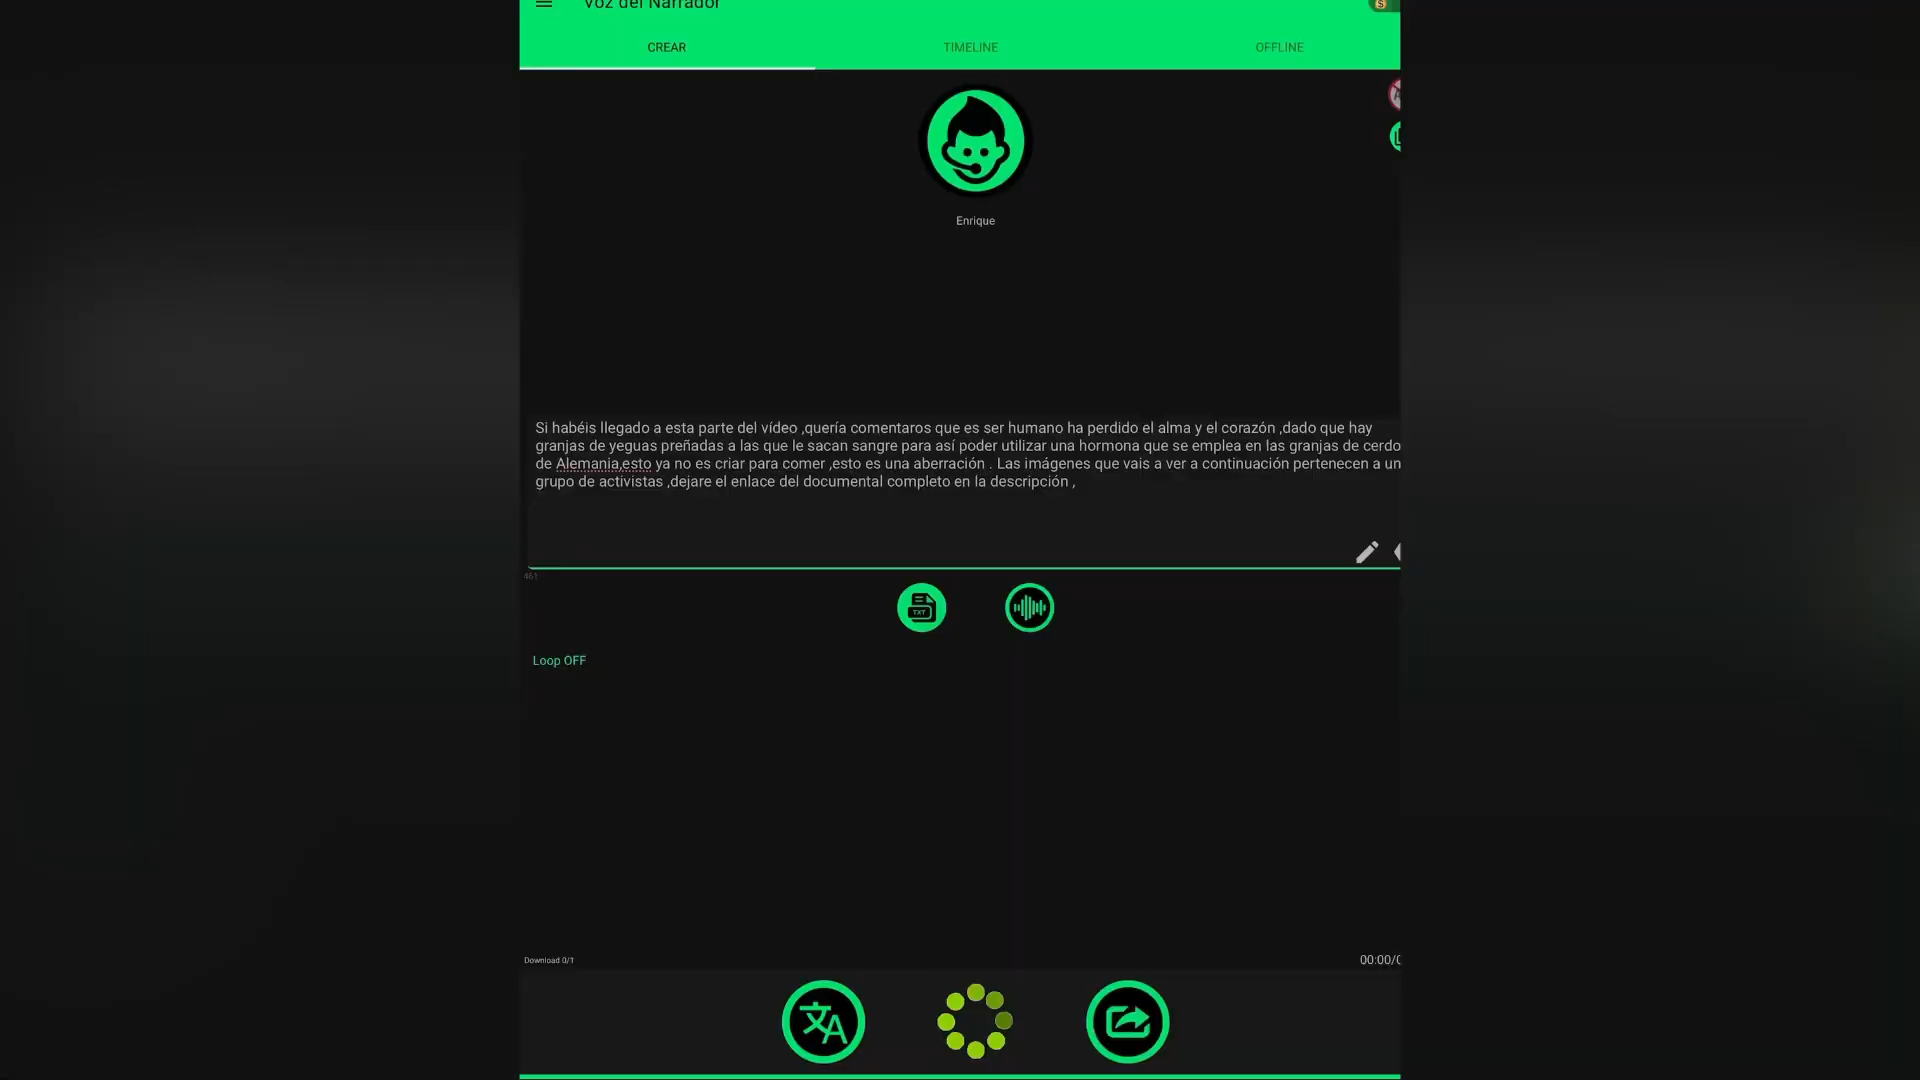 Voz del Narrador
CREAR
TIMELINE
OFFLINE
Enrique
Si habéis llegado a esta parte del vídeo ,quería comentaros que es ser humano ha perdido el alma y el corazón ,dado que hay
granjas de yeguas preñadas a las que le sacan sangre para así poder utilizar una hormona que se emplea en las granjas de cerdo
de Alemania,esto ya no es criar para comer ,esto es una aberración . Las imágenes que vais a ver a continuación pertenecen a un
grupo de activistas ,dejare el enlace del documental completo en la descripción ,
461
TXT
Loop OFF
Download 0/1
00:00/0